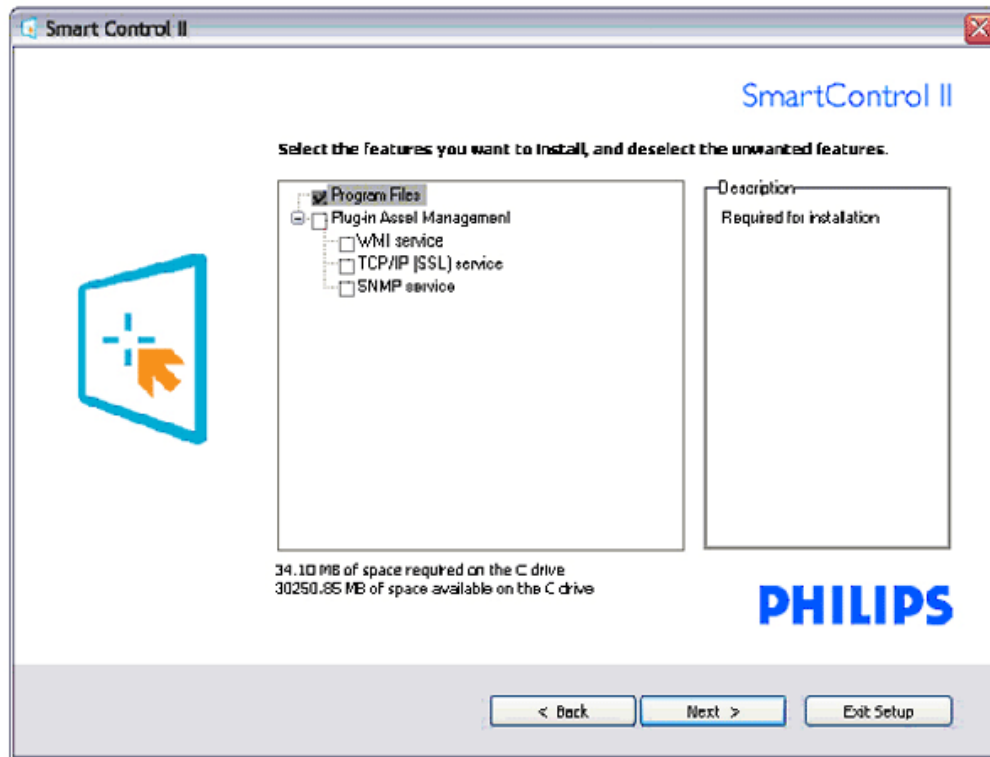 Smart Control II
SmartControl II
Select the features you want to install, and deselect the unwanted features.
Program Files
Plug-in Asset Management
WMI service
TCP/IP (SSL) service
SNMP service
Description
Required for installation
34.10 MB of space required on the C drive
30250.85 MB of space available on the C drive
PHILIPS
< Back
Next >
Exit Setup